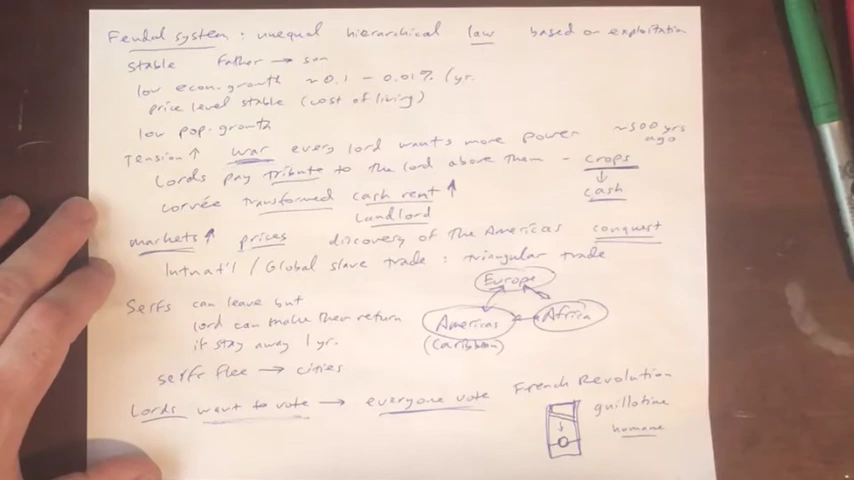 Feudal system : unequal hierarchical law based on exploitation
stable Father → son
low econ. growth ~0.1 - 0.01% (yr.
price level stable (cost of living)
low pop. growth
Tension ↑ war every lord wants more power ~500 yrs ago
Lords pay tribute to the lord above them - crops
↓
corvée transformed cash rent ↑ cash
Landlord
markets ↑ prices discovery of the Americas conquest
Intnat'l / Global slave trade : triangular trade
Europe
Serfs can leave but
lord can make them return Americas Africa
if stay away 1 yr. (Caribbean)
serfs flee → cities
Lords want to vote → everyone vote French Revolution
guillotine
humane